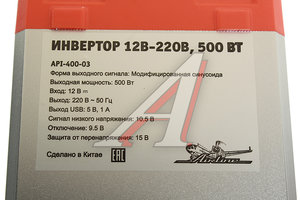 ИНВЕРТОР 12В-220В, 500 ВТ
API-400-03
Форма выходного сигнала: Модифицированная синусоида
Выходная мощность: 500 Вт
Вход: 12 В
Выход: 220 В ~ 50 Гц
Выход USB: 5 В, 1 А
Сигнал низкого напряжения: 10.5 В
Отключение: 9.5 В
Защита от перенапряжения: 15 В
Сделано в Китае
EAC
Airline